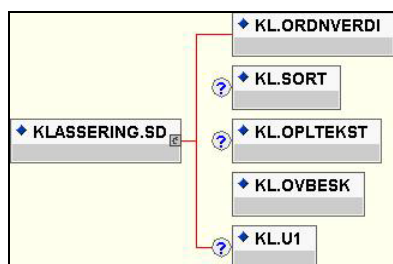 KL.ORDNVERDI
? KL.SORT
KLASSERING.SD
? KL.OPLTEKST
KL.OVBESK
? KL.U1